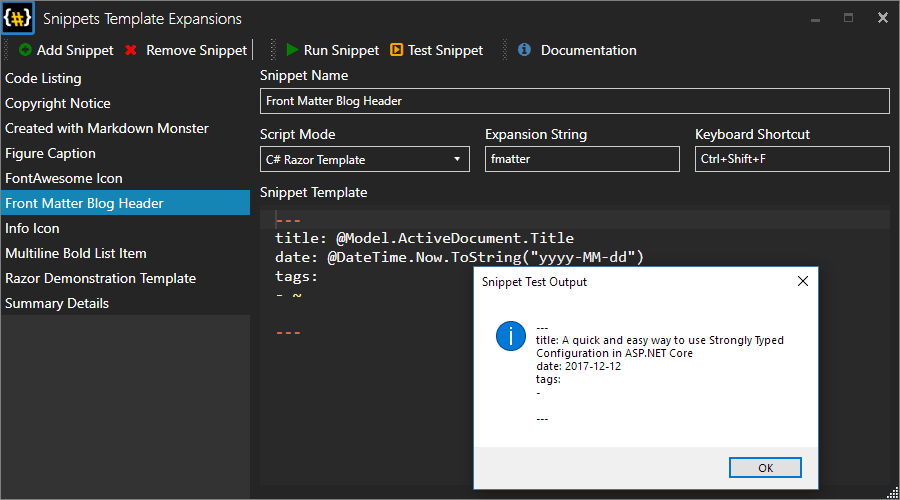 {#} Snippets Template Expansions
Add Snippet Remove Snippet Run Snippet Test Snippet Documentation
Code Listing
Copyright Notice
Created with Markdown Monster
Figure Caption
FontAwesome Icon
Front Matter Blog Header
Info Icon
Multiline Bold List Item
Razor Demonstration Template
Summary Details
Snippet Name
Front Matter Blog Header
Script Mode Expansion String Keyboard Shortcut
C# Razor Template fmatter Ctrl+Shift+F
Snippet Template
---
title: @Model.ActiveDocument.Title
date: @DateTime.Now.ToString("yyyy-MM-dd")
tags:
- ~
---
Snippet Test Output
---
title: A quick and easy way to use Strongly Typed
Configuration in ASP.NET Core
date: 2017-12-12
tags:
-
---
OK